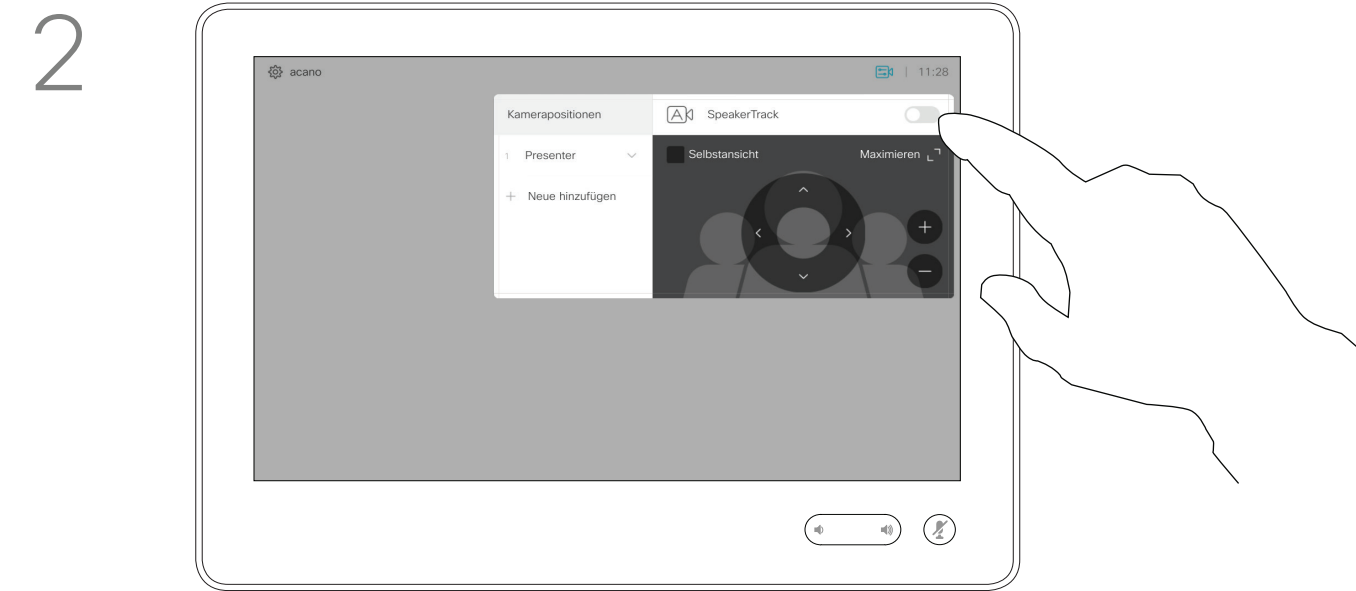 2
acano
11:28
Kamerapositionen
SpeakerTrack
1 Presenter
Selbstansicht
Maximieren
+ Neue hinzufügen